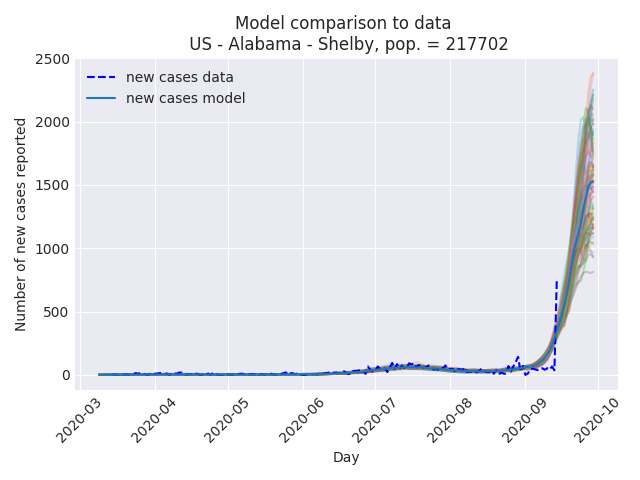 Model comparison to data
US - Alabama - Shelby, pop. = 217702
new cases data
new cases model
Number of new cases reported
2500
2000
1500
1000
500
0
2020-03
2020-04
2020-05
2020-06
2020-07
2020-08
2020-09
2020-10
Day